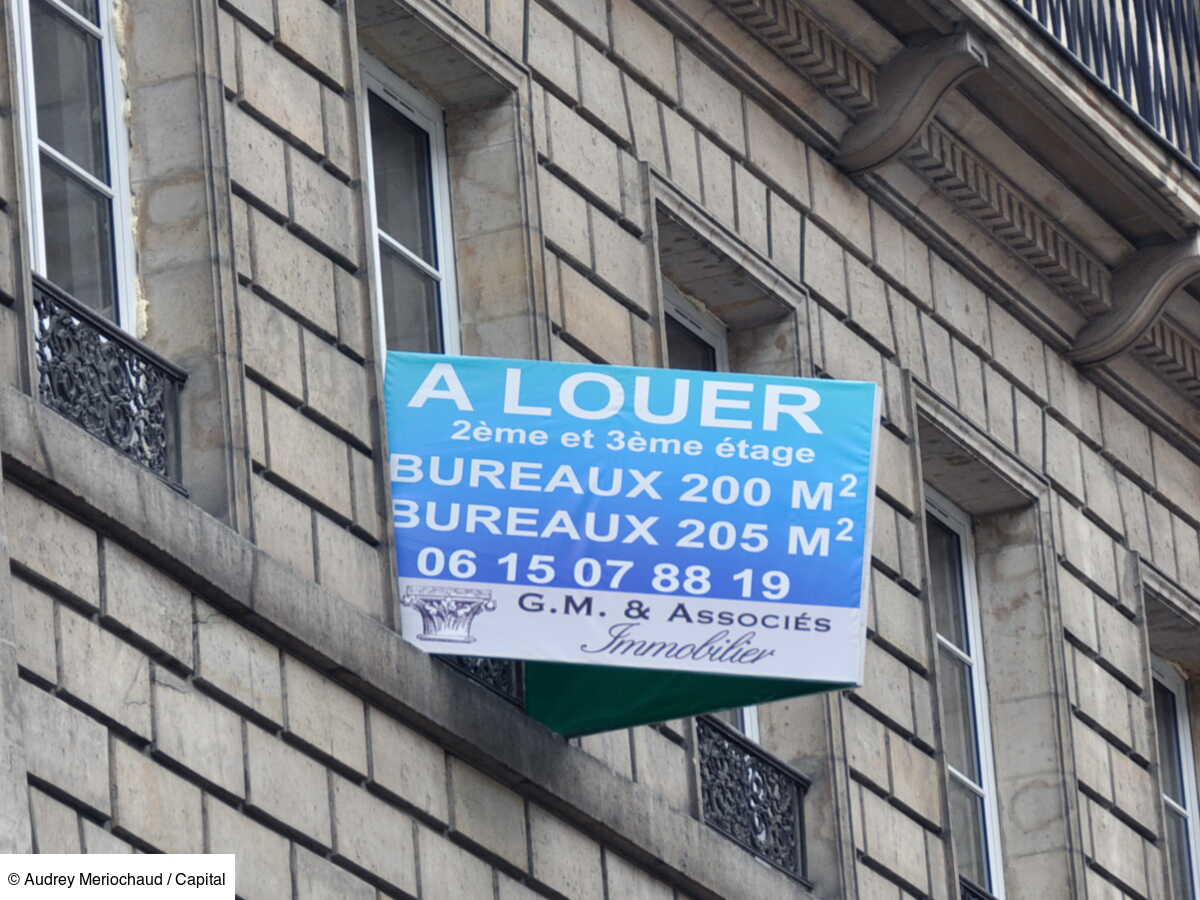 A LOUER
2ème et 3ème étage
BUREAUX 200 M²
BUREAUX 205 M²
06 15 07 88 19
G.M. & ASSOCIÉS
Immobilier
© Audrey Meriochaud / Capital